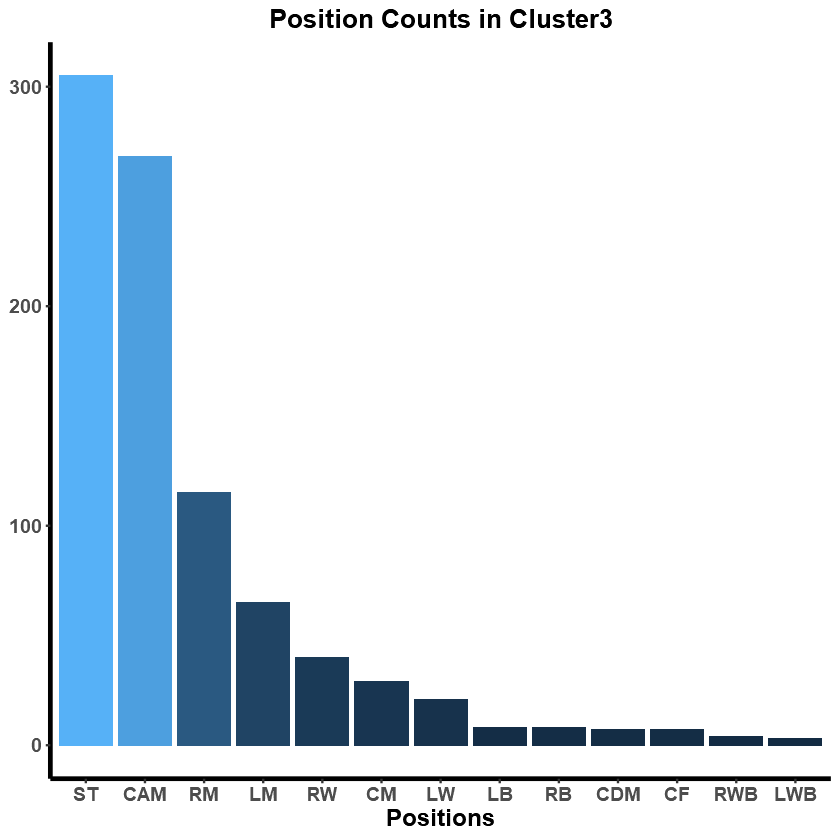 Position Counts in Cluster3
300
200
100
0
ST CAM RM LM RW CM LW LB RB CDM CF RWB LWB
Positions